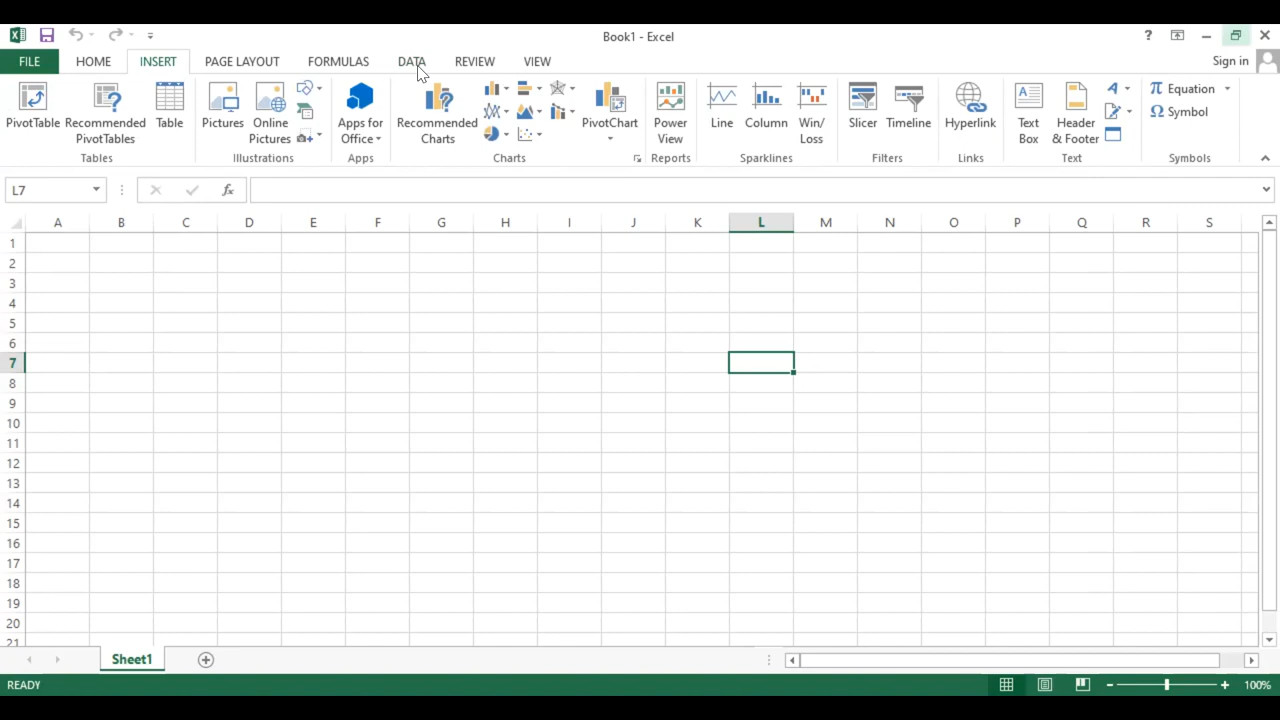 Book1 - Excel
?
FILE HOME INSERT PAGE LAYOUT FORMULAS DATA REVIEW VIEW Sign in
PivotTable Recommended PivotTables Table Pictures Online Pictures Apps for Office Recommended Charts PivotChart Power View Line Column Win/Loss Slicer Timeline Hyperlink Text Box Header & Footer Equation Symbol
Tables Illustrations Apps Charts Reports Sparklines Filters Links Text Symbols
L7 fx
A B C D E F G H I J K L M N O P Q R S
1
2
3
4
5
6
7
8
9
10
11
12
13
14
15
16
17
18
19
20
21
Sheet1
READY 100%